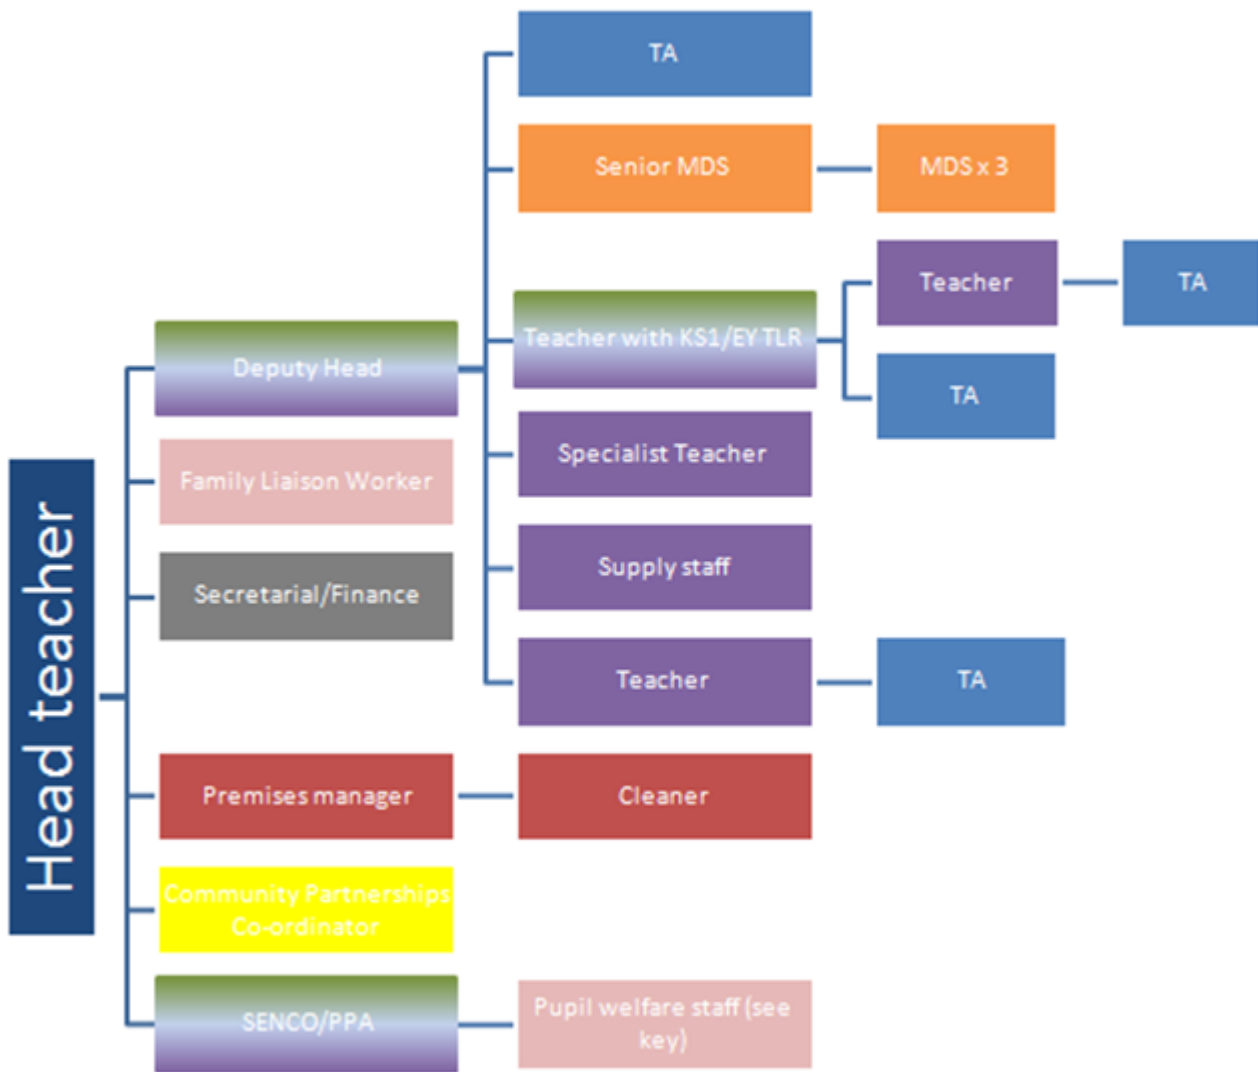 Head teacher
Deputy Head
TA
Senior MDS
MDS x 3
Teacher with KS1/EY TLR
Teacher
TA
TA
Specialist Teacher
Supply staff
Teacher
TA
Family Liaison Worker
Secretarial/Finance
Premises manager
Cleaner
Community Partnerships
Co-ordinator
SENCO/PPA
Pupil welfare staff (see
key)